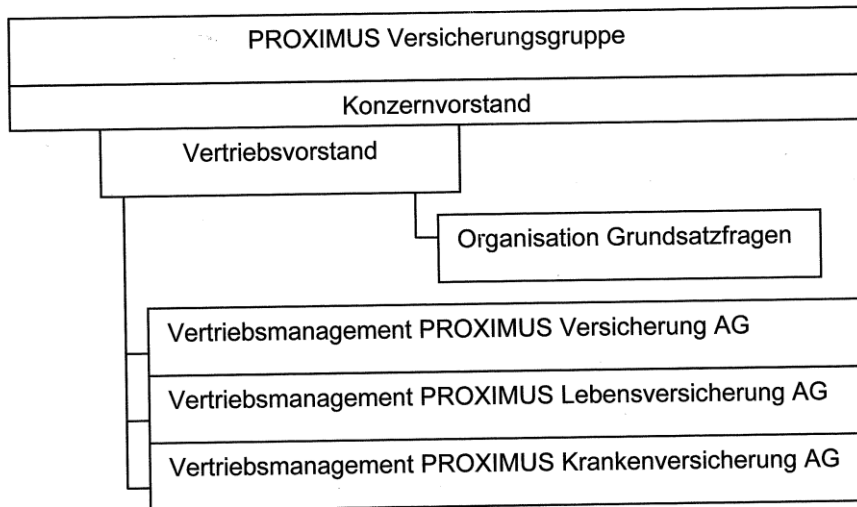 PROXIMUS Versicherungsgruppe
Konzernvorstand
Vertriebsvorstand
Organisation Grundsatzfragen
Vertriebsmanagement PROXIMUS Versicherung AG
Vertriebsmanagement PROXIMUS Lebensversicherung AG
Vertriebsmanagement PROXIMUS Krankenversicherung AG